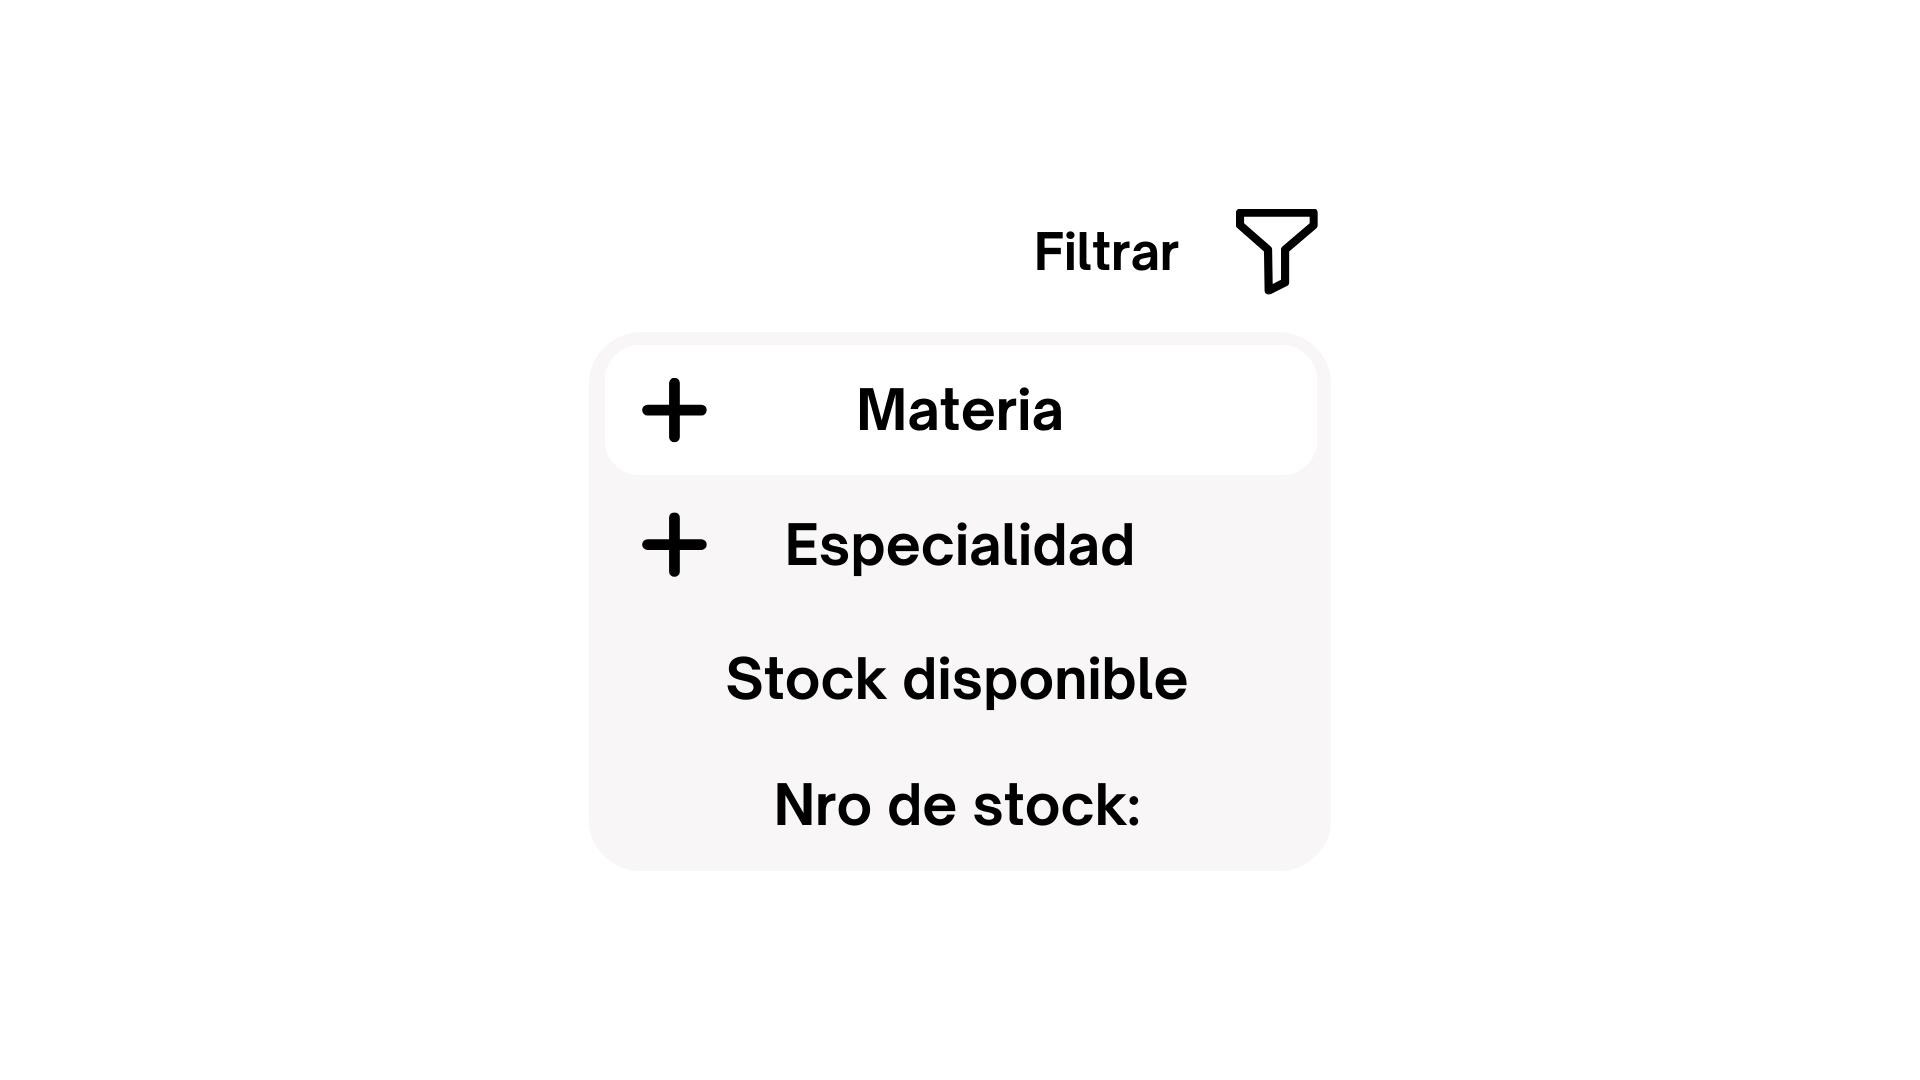 Filtrar
Materia
Especialidad
Stock disponible
Nro de stock: